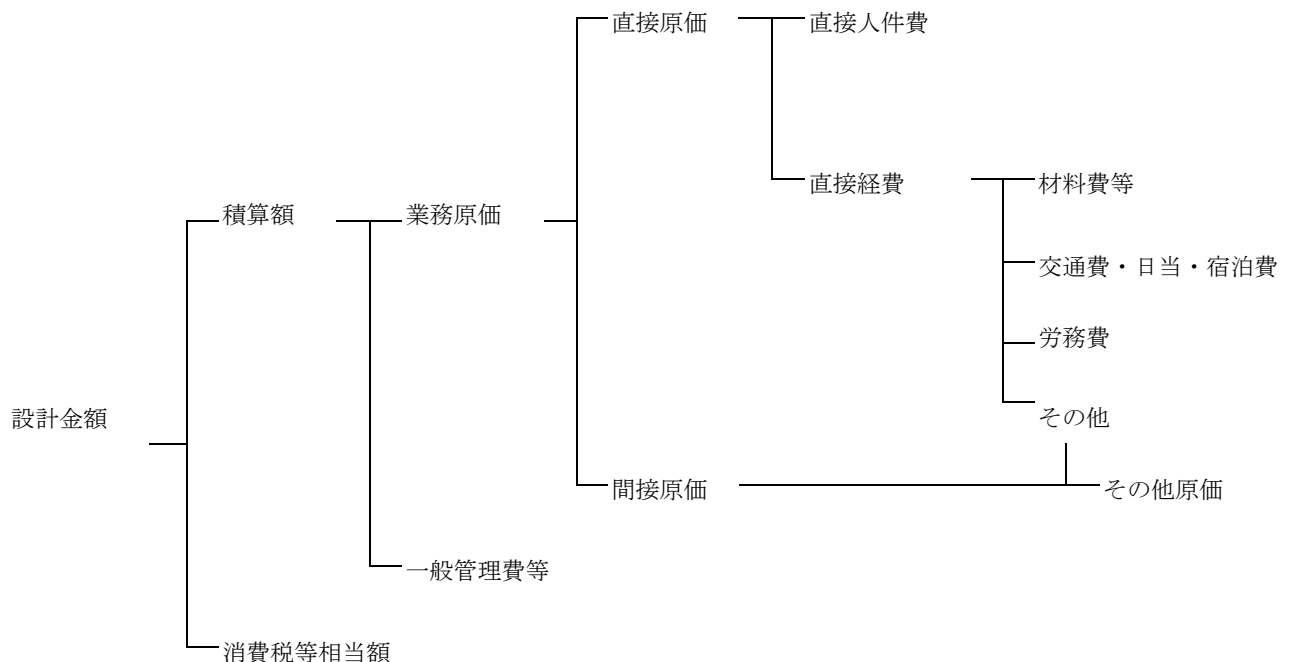 直接原価
直接人件費
直接経費
材料費等
積算額
業務原価
交通費・日当・宿泊費
労務費
設計金額
その他
間接原価
その他原価
一般管理費等
消費税等相当額